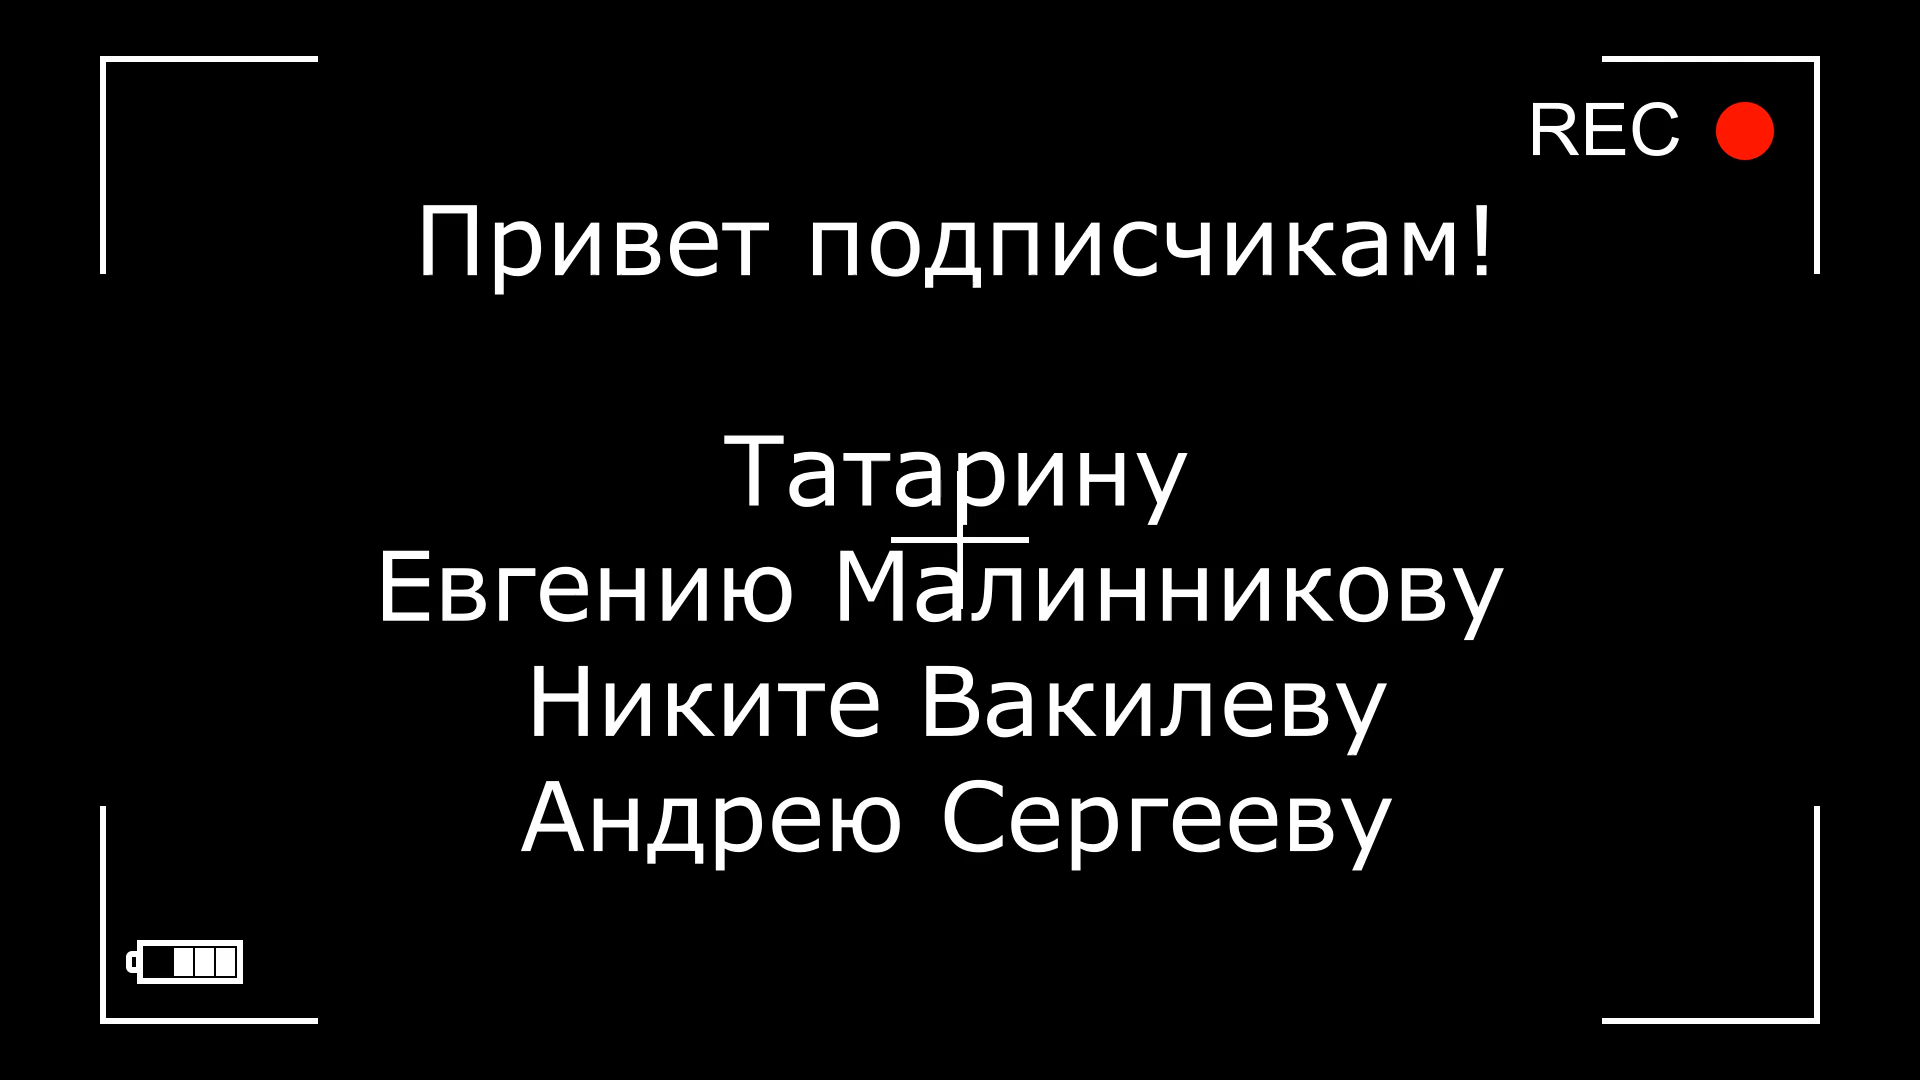 REC
Привет подписчикам!
Татарину
Евгению Малинникову
Никите Вакилеву
Андрею Сергееву